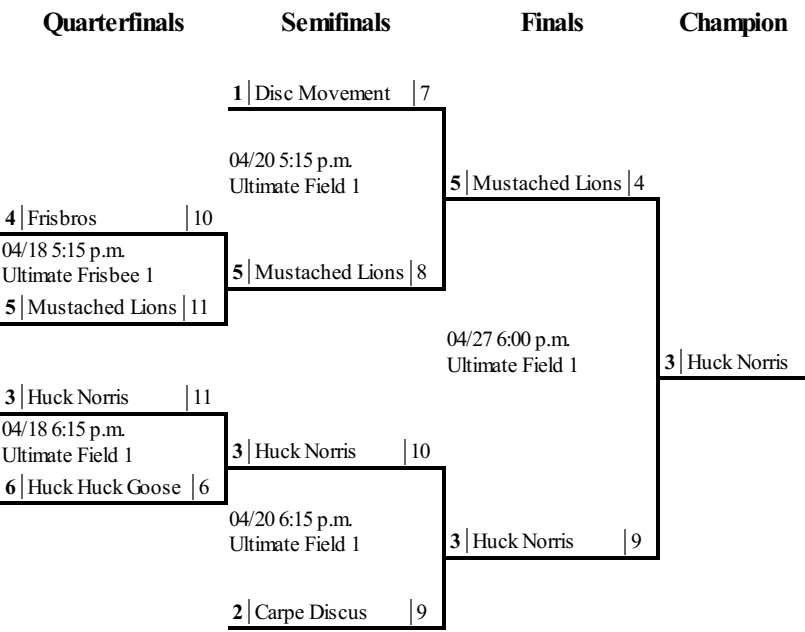 Quarterfinals Semifinals Finals Champion
1 Disc Movement 7
04/20 5:15 p.m.
Ultimate Field 1
5 Mustached Lions 4
4 Frisbros 10
04/18 5:15 p.m.
Ultimate Frisbee 1
5 Mustached Lions 8
5 Mustached Lions 11
04/27 6:00 p.m.
Ultimate Field 1
3 Huck Norris
3 Huck Norris 11
04/18 6:15 p.m.
Ultimate Field 1
3 Huck Norris 10
6 Huck Huck Goose 6
04/20 6:15 p.m.
Ultimate Field 1
3 Huck Norris 9
2 Carpe Discus 9